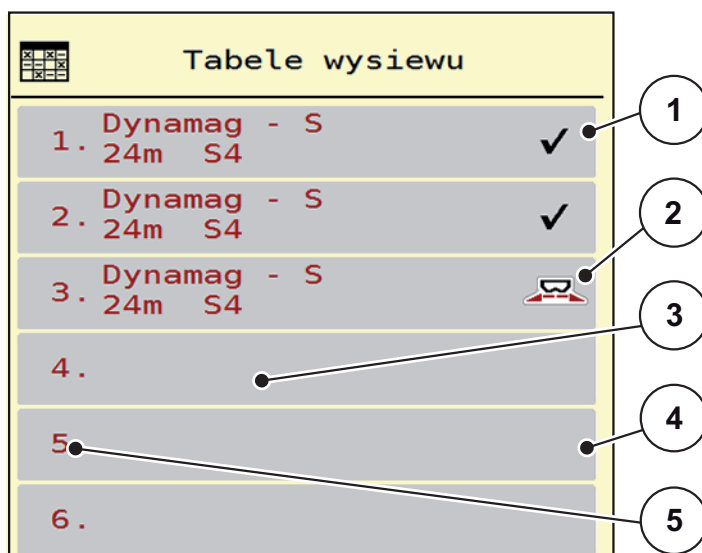 Tabele wysiewu
1. Dynamag - S
24m S4
2. Dynamag - S
24m S4
3. Dynamag - S
24m S4
4.
5
6.
1
2
3
4
5